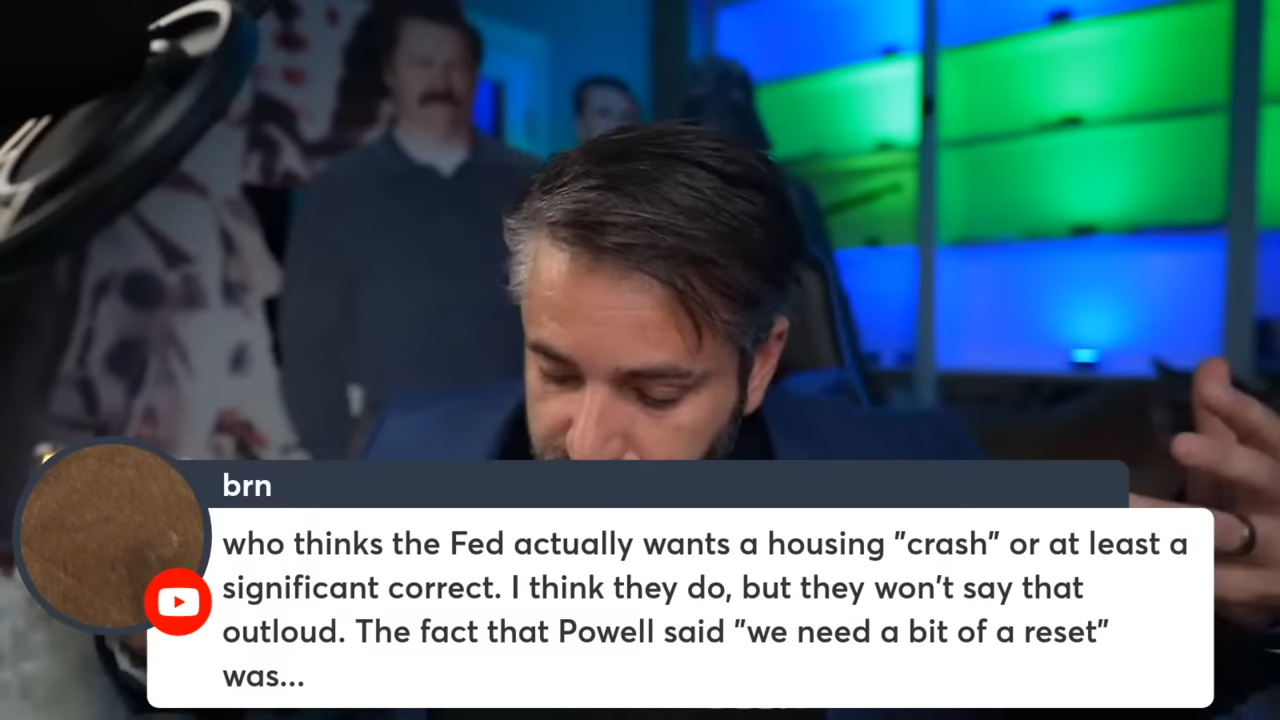 brn
who thinks the Fed actually wants a housing "crash" or at least a
significant correct. I think they do, but they won't say that
outloud. The fact that Powell said "we need a bit of a reset"
was...